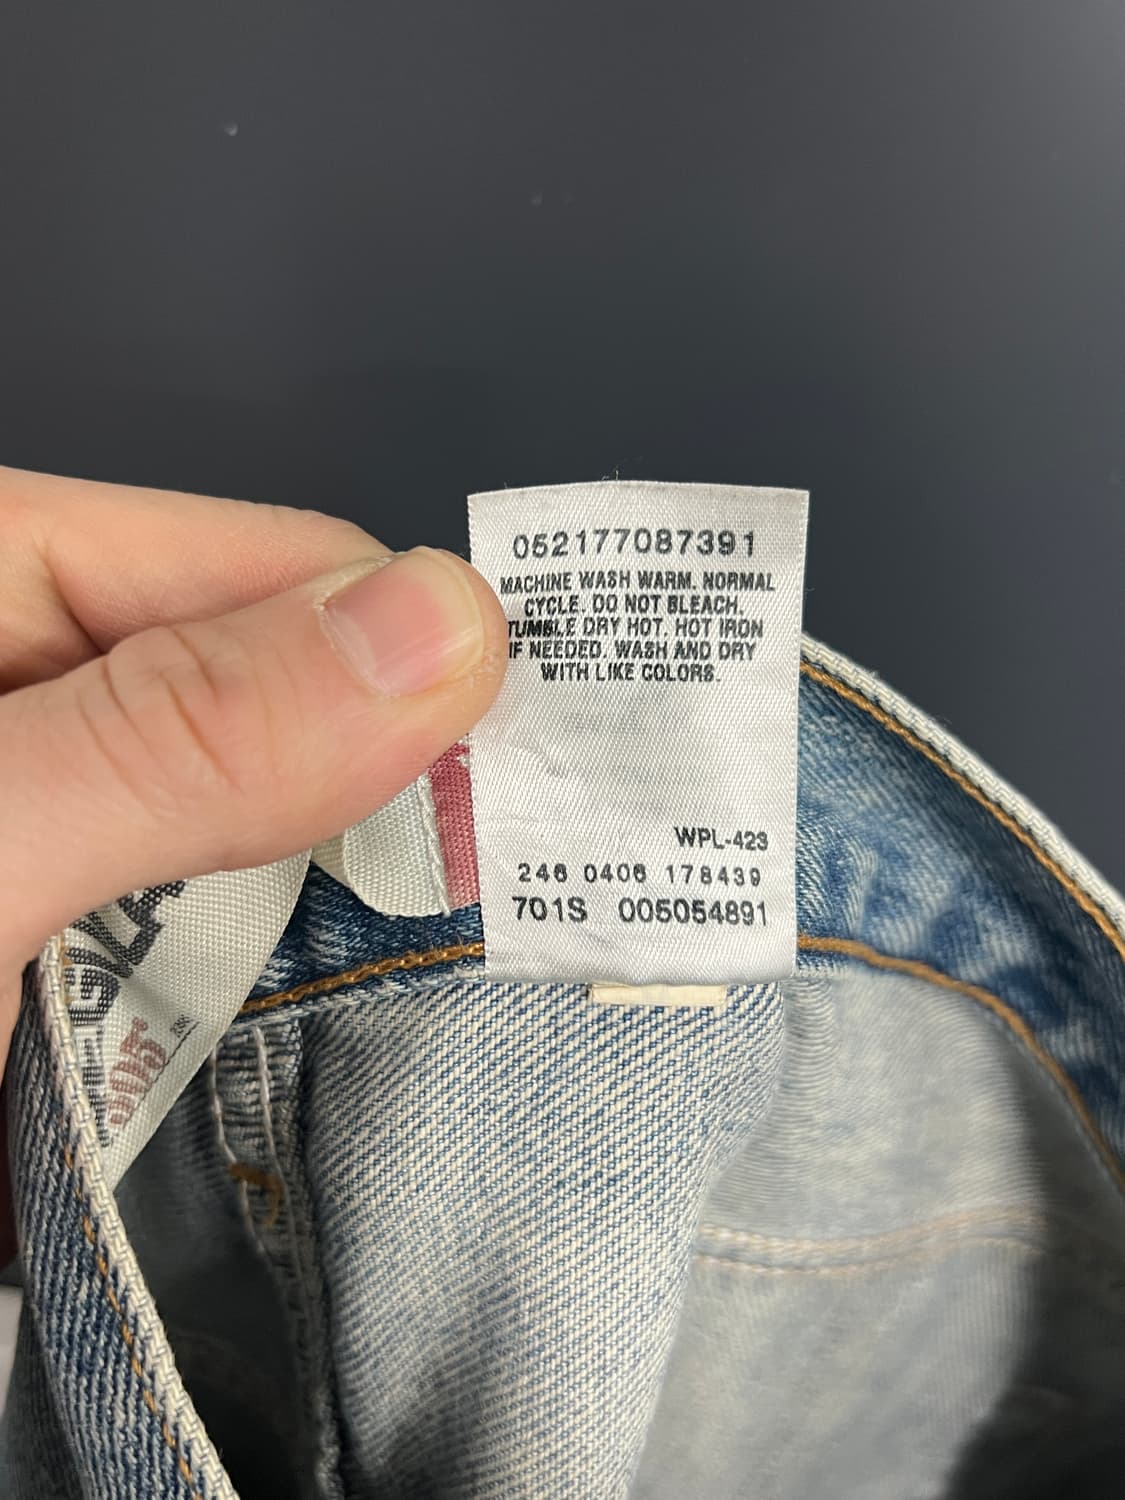 052177087391
MACHINE WASH WARM. NORMAL
CYCLE. DO NOT BLEACH.
TUMBLE DRY HOT. HOT IRON
IF NEEDED. WASH AND DRY
WITH LIKE COLORS.
WPL-423
246 0406 178439
701S 005054891